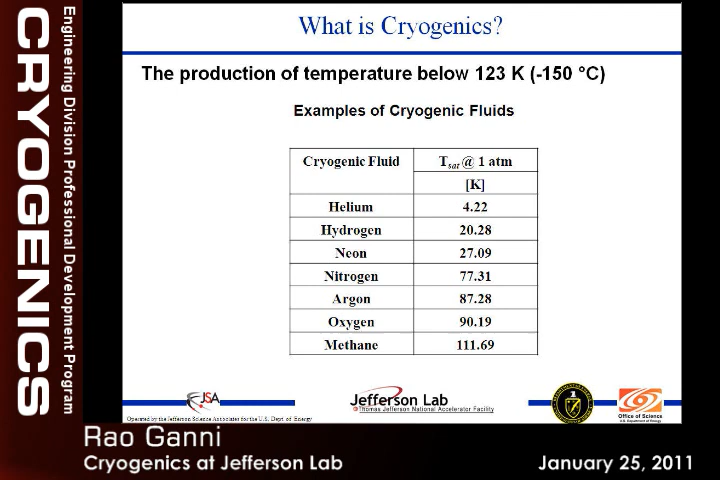 Engineering Division Professional Development Program
CRYOGENICS
What is Cryogenics?
The production of temperature below 123 K (-150 °C)
Examples of Cryogenic Fluids
Cryogenic Fluid Tsat @ 1 atm
[K]
Helium 4.22
Hydrogen 20.28
Neon 27.09
Nitrogen 77.31
Argon 87.28
Oxygen 90.19
Methane 111.69
JSA
Jefferson Lab
Thomas Jefferson National Accelerator Facility
Office of Science
U.S. Department of Energy
Operated by the Jefferson Science Associates for the U.S. Dept. of Energy
Rao Ganni
Cryogenics at Jefferson Lab January 25, 2011